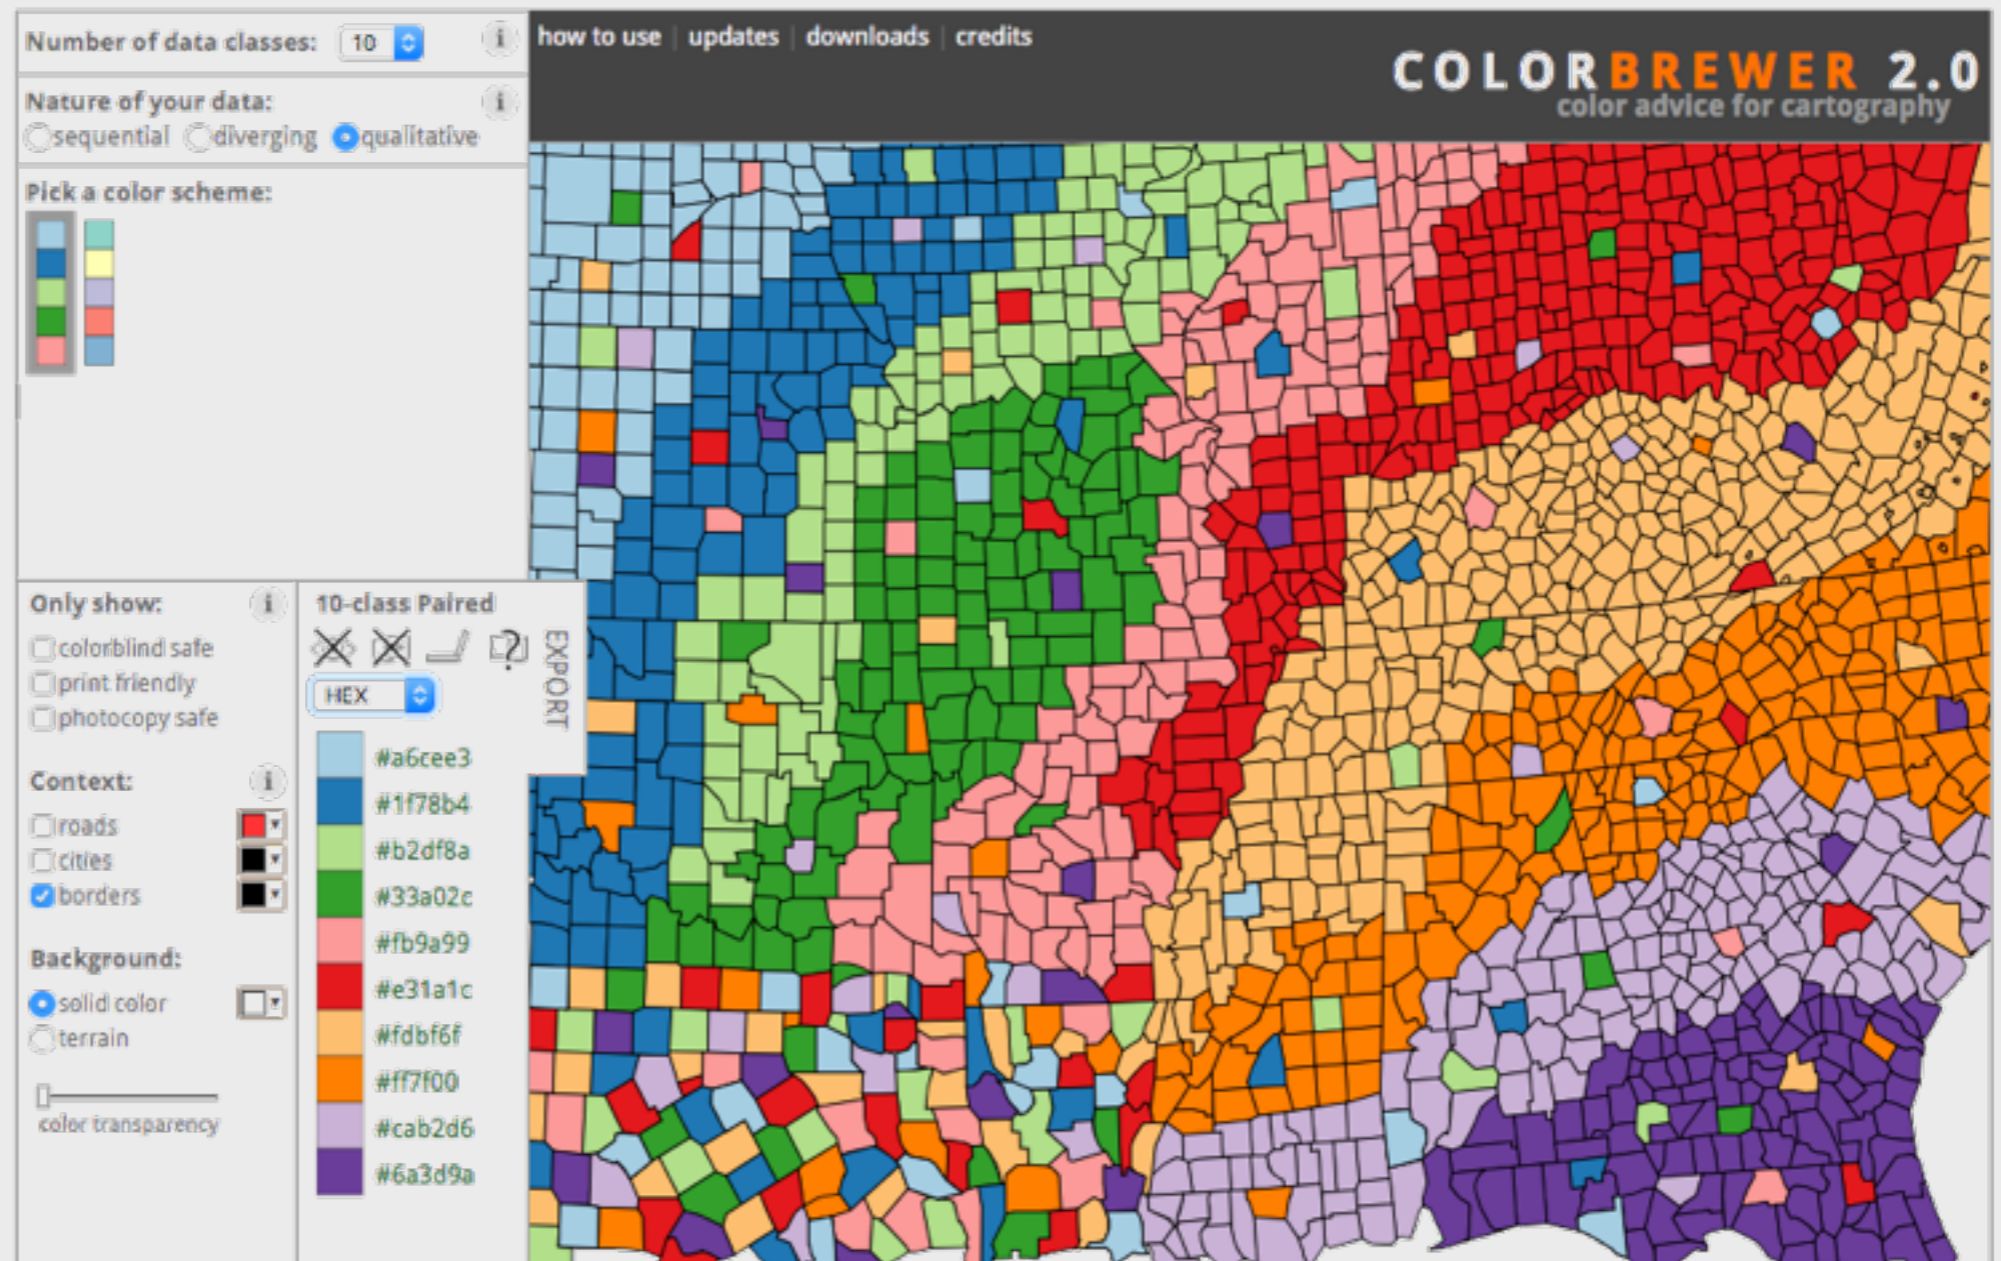 Number of data classes: 10 i
Nature of your data: i
sequential diverging qualitative
Pick a color scheme:
how to use | updates | downloads | credits
COLORBREWER 2.0
color advice for cartography
Only show: i
colorblind safe
print friendly
photocopy safe
Context: i
roads
cities
borders
Background:
solid color
terrain
color transparency
10-class Paired
?
EXPORT
HEX
#a6cee3
#1f78b4
#b2df8a
#33a02c
#fb9a99
#e31a1c
#fdbf6f
#ff7f00
#cab2d6
#6a3d9a